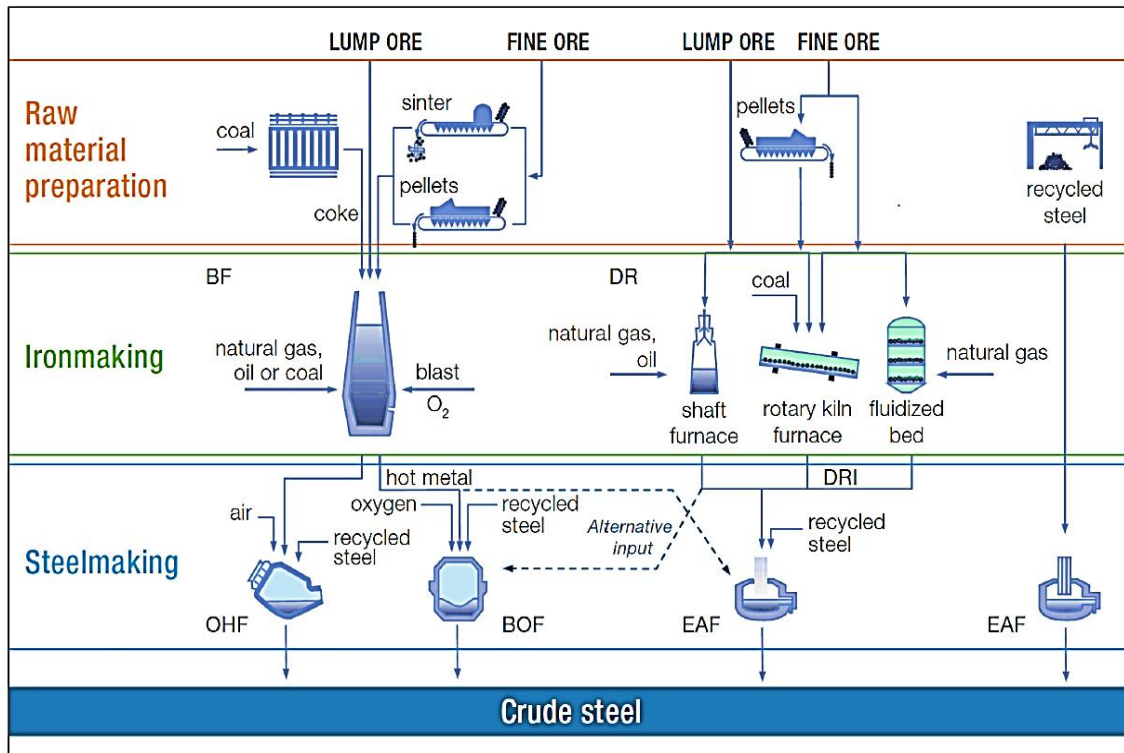 LUMP ORE
FINE ORE
LUMP ORE
FINE ORE
Raw
material
preparation
coal
coke
sinter
pellets
pellets
recycled
steel
Ironmaking
BF
natural gas,
oil or coal
blast
O₂
DR
natural gas,
oil
shaft
furnace
coal
rotary kiln
furnace
fluidized
bed
natural gas
Steelmaking
hot metal
air
recycled
steel
OHF
oxygen
recycled
steel
BOF
Alternative
input
DRI
recycled
steel
EAF
EAF
Crude steel